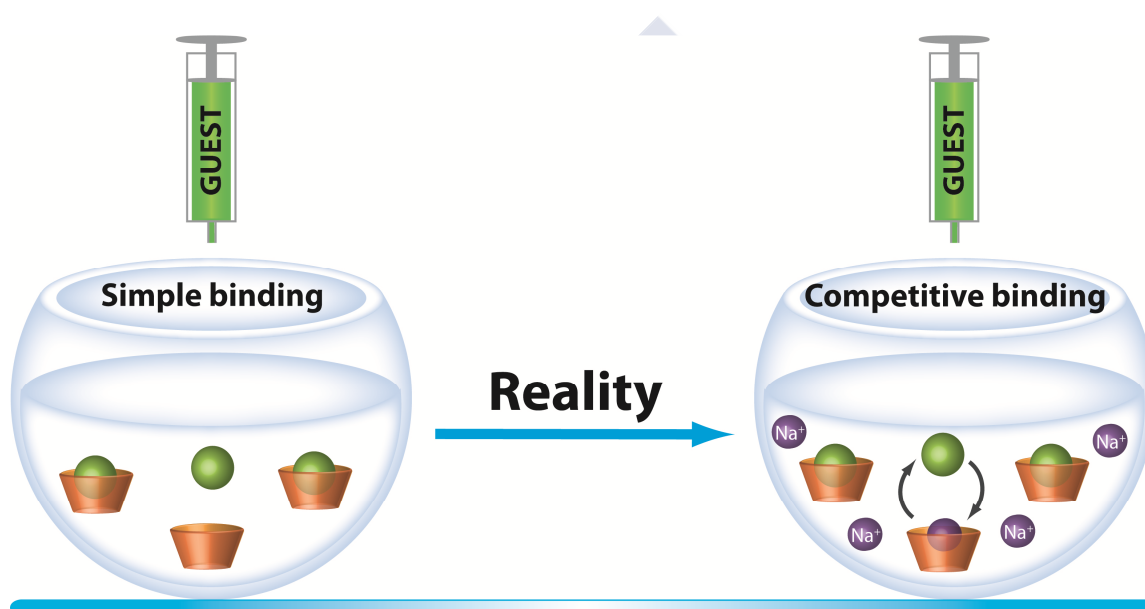 GUEST
GUEST
Simple binding
Competitive binding
Reality
Na⁺
Na⁺
Na⁺
Na⁺